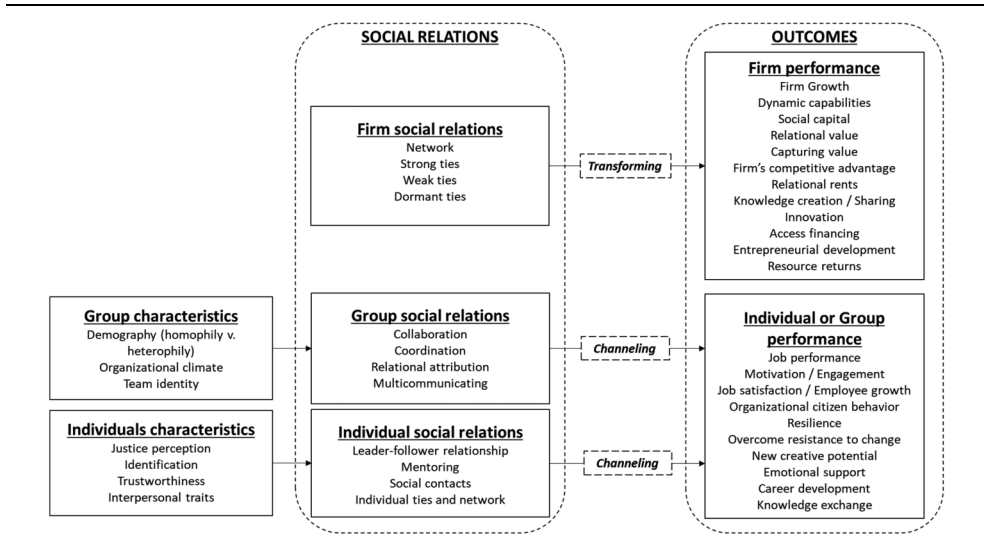 SOCIAL RELATIONS
OUTCOMES
Firm social relations
Network
Strong ties
Weak ties
Dormant ties
Transforming
Firm performance
Firm Growth
Dynamic capabilities
Social capital
Relational value
Capturing value
Firm's competitive advantage
Relational rents
Knowledge creation / Sharing
Innovation
Access financing
Entrepreneurial development
Resource returns
Group characteristics
Demography (homophily v.
heterophily)
Organizational climate
Team identity
Group social relations
Collaboration
Coordination
Relational attribution
Multicommunicating
Channeling
Individual or Group
performance
Job performance
Motivation / Engagement
Job satisfaction / Employee growth
Organizational citizen behavior
Resilience
Overcome resistance to change
New creative potential
Emotional support
Career development
Knowledge exchange
Individuals characteristics
Justice perception
Identification
Trustworthiness
Interpersonal traits
Individual social relations
Leader-follower relationship
Mentoring
Social contacts
Individual ties and network
Channeling